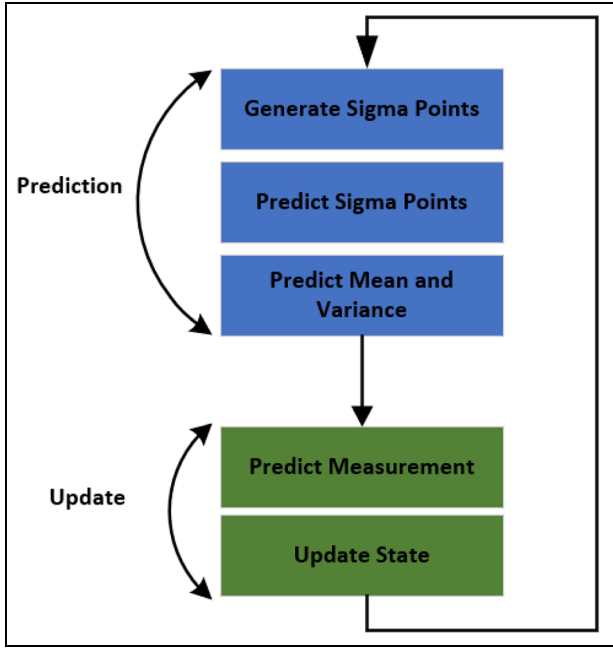 Generate Sigma Points
Prediction
Predict Sigma Points
Predict Mean and
Variance
Predict Measurement
Update
Update State